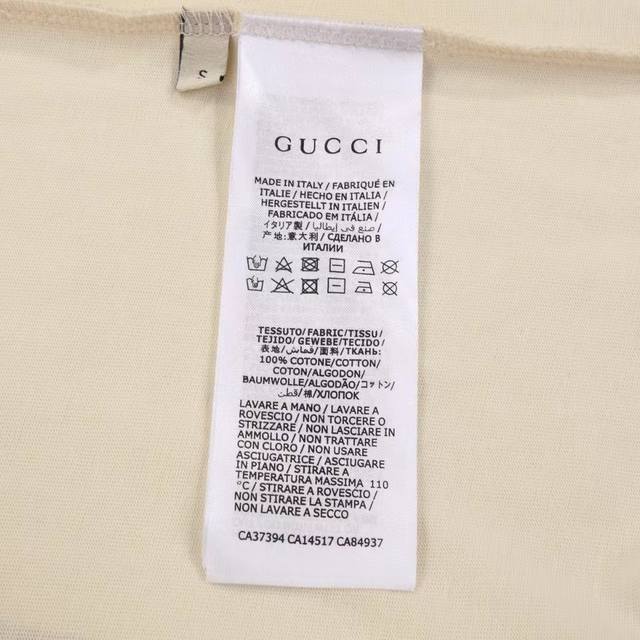 S
GUCCI
MADE IN ITALY / FABRIQUÉ EN
ITALIE / HECHO EN ITALIA /
HERGESTELLT IN ITALIEN /
FABRICADO EM ITÁLIA /
イタリア製 / صنع في إيطاليا /
产地:意大利 / СДЕЛАНО В
ИТАЛИИ
TESSUTO/FABRIC/TISSU/
TEJIDO/GEWEBE/TECIDO/
表地/قماش/面料/ТКАНЬ:
100% COTONE/COTTON/
COTON/ALGODON/
BAUMWOLLE/ALGODÃO/コットン/
قطن/棉/ХЛОПОК
LAVARE A MANO / LAVARE A
ROVESCIO / NON TORCERE O
STRIZZARE / NON LASCIARE IN
AMMOLLO / NON TRATTARE
CON CLORO / NON USARE
ASCIUGATRICE / ASCIUGARE
IN PIANO / STIRARE A
TEMPERATURA MASSIMA 110
°C / STIRARE A ROVESCIO /
NON STIRARE LA STAMPA /
NON LAVARE A SECCO
CA37394 CA14517 CA84937